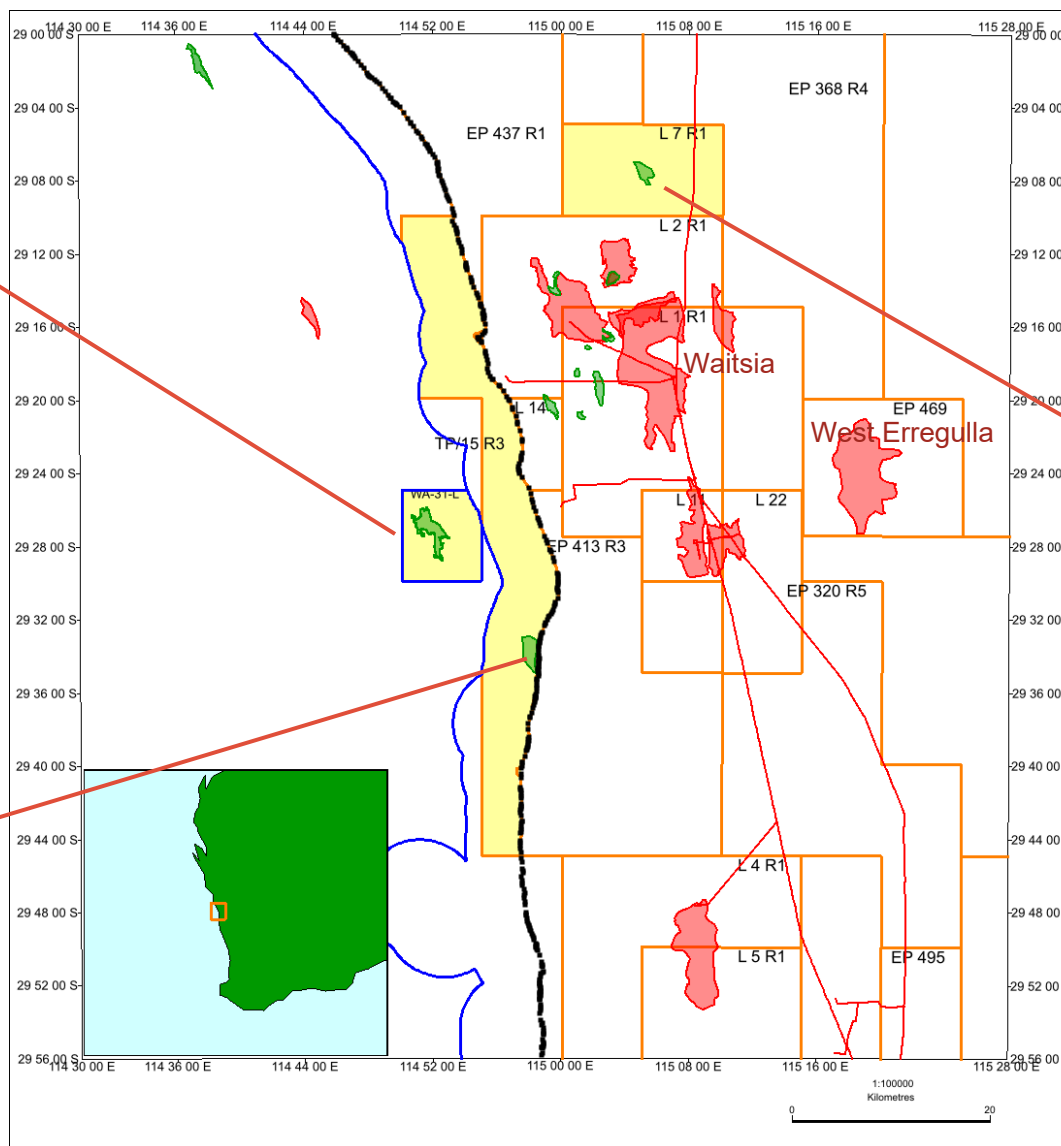 114 30 00 E 114 36 00 E 114 44 00 E 114 52 00 E 115 00 00 E 115 08 00 E 115 16 00 E 115 28 00 E
29 00 00 S 29 00 00 S
EP 368 R4
29 04 00 S 29 04 00 S
EP 437 R1 L 7 R1
29 08 00 S 29 08 00 S
L 2 R1
29 12 00 S 29 12 00 S
29 16 00 S L 1 R1 29 16 00 S
Waitsia
29 20 00 S L 14 EP 469 29 20 00 S
West Erregulla
TP/15 R3
29 24 00 S 29 24 00 S
WA-31-L L 11 L 22
29 28 00 S EP 413 R3 29 28 00 S
EP 320 R5
29 32 00 S 29 32 00 S
29 36 00 S 29 36 00 S
29 40 00 S 29 40 00 S
29 44 00 S 29 44 00 S
L 4 R1
29 48 00 S 29 48 00 S
L 5 R1 EP 495
29 52 00 S 29 52 00 S
29 56 00 S 29 56 00 S
114 30 00 E 114 36 00 E 114 44 00 E 114 52 00 E 115 00 00 E 115 08 00 E 115 16 00 E 115 28 00 E
1:100000
Kilometres
0 20